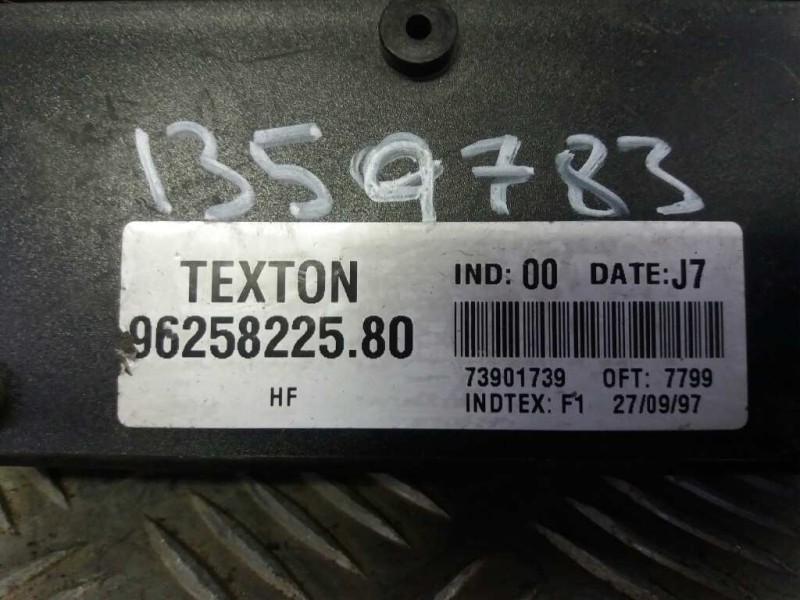 1359783
TEXTON
96258225.80
HF
IND: 00 DATE: J7
73901739 OFT: 7799
INDTEX: F1 27/09/97